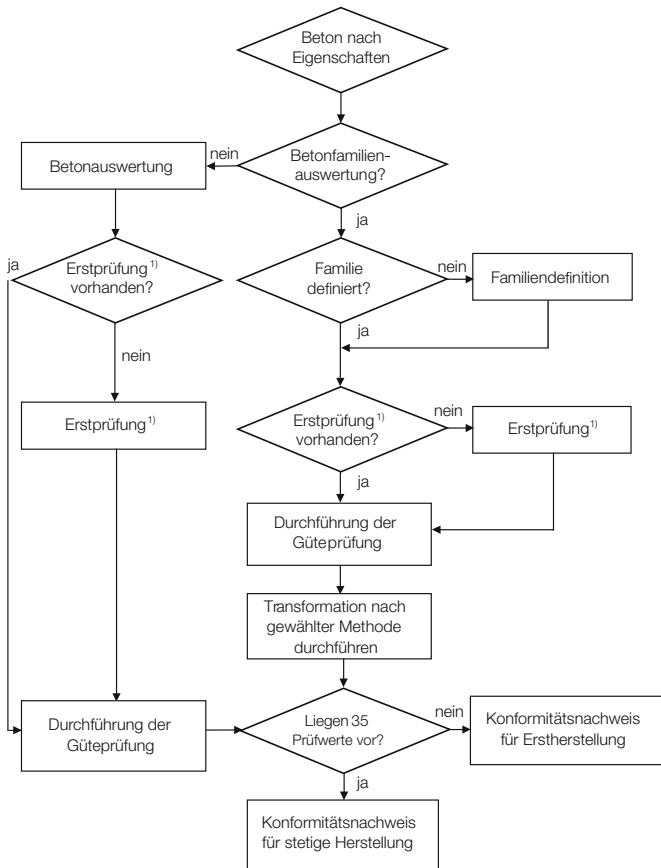 Beton nach
Eigenschaften
nein
Betonauswertung
Betonfamilien-
auswertung?
ja
ja
Erstprüfung 1)
vorhanden?
Familie
definiert?
nein
Familiendefinition
ja
nein
Erstprüfung 1)
Erstprüfung 1)
vorhanden?
nein
Erstprüfung 1)
ja
Durchführung der
Güteprüfung
Transformation nach
gewählter Methode
durchführen
Durchführung der
Güteprüfung
Liegen 35
Prüfwerte vor?
nein
Konformitätsnachweis
für Erstherstellung
ja
Konformitätsnachweis
für stetige Herstellung